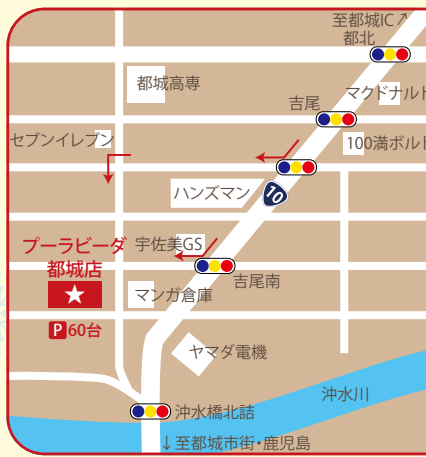 至都城IC↗
都北
都城高専
マクドナルド
吉尾
セブンイレブン
100満ボルト
ハンズマン
10
プーラビーダ
都城店
宇佐美GS
吉尾南
★
マンガ倉庫
P60台
ヤマダ電機
沖水川
沖水橋北詰
↓至都城市街・鹿児島